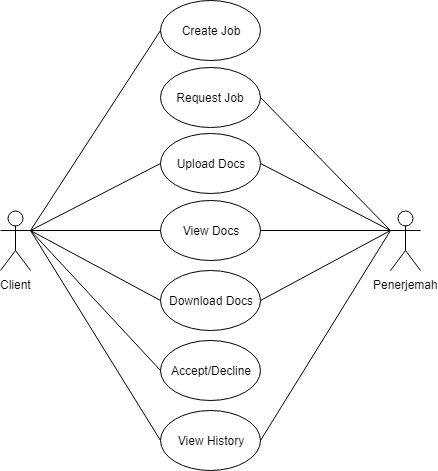 Create Job
Request Job
Upload Docs
View Docs
Client
Penerjemah
Download Docs
Accept/Decline
View History